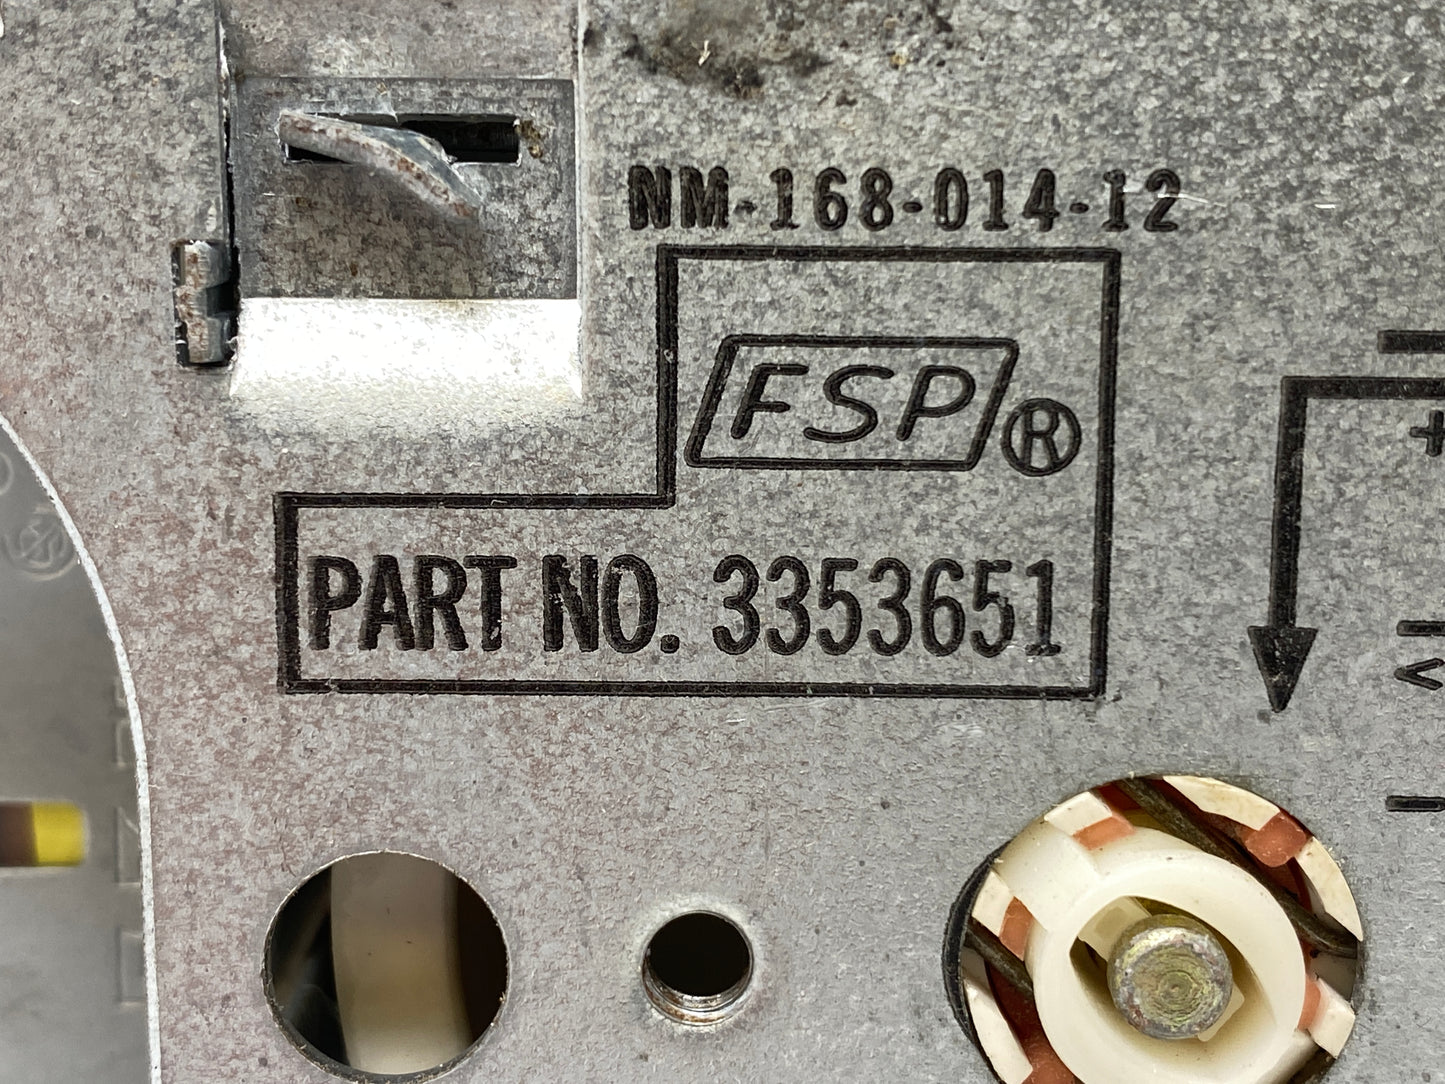 NM-168-014-12
FSP®
PART NO. 3353651
+